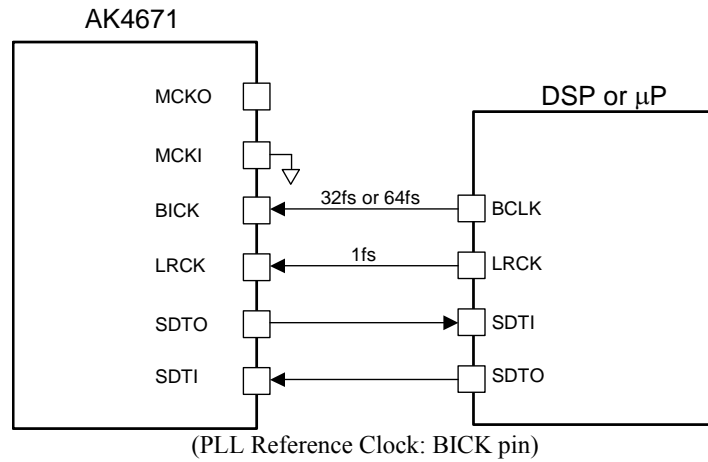 AK4671
DSP or μP
MCKO
MCKI
BICK
32fs or 64fs
BCLK
LRCK
1fs
LRCK
SDTO
SDTI
SDTI
SDTO
(PLL Reference Clock: BICK pin)